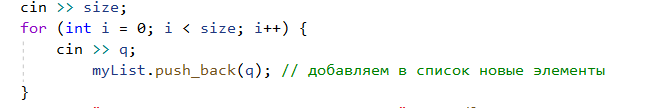 cin >> size;
for (int i = 0; i < size; i++) {
cin >> q;
myList.push_back(q); // добавляем в список новые элементы
}